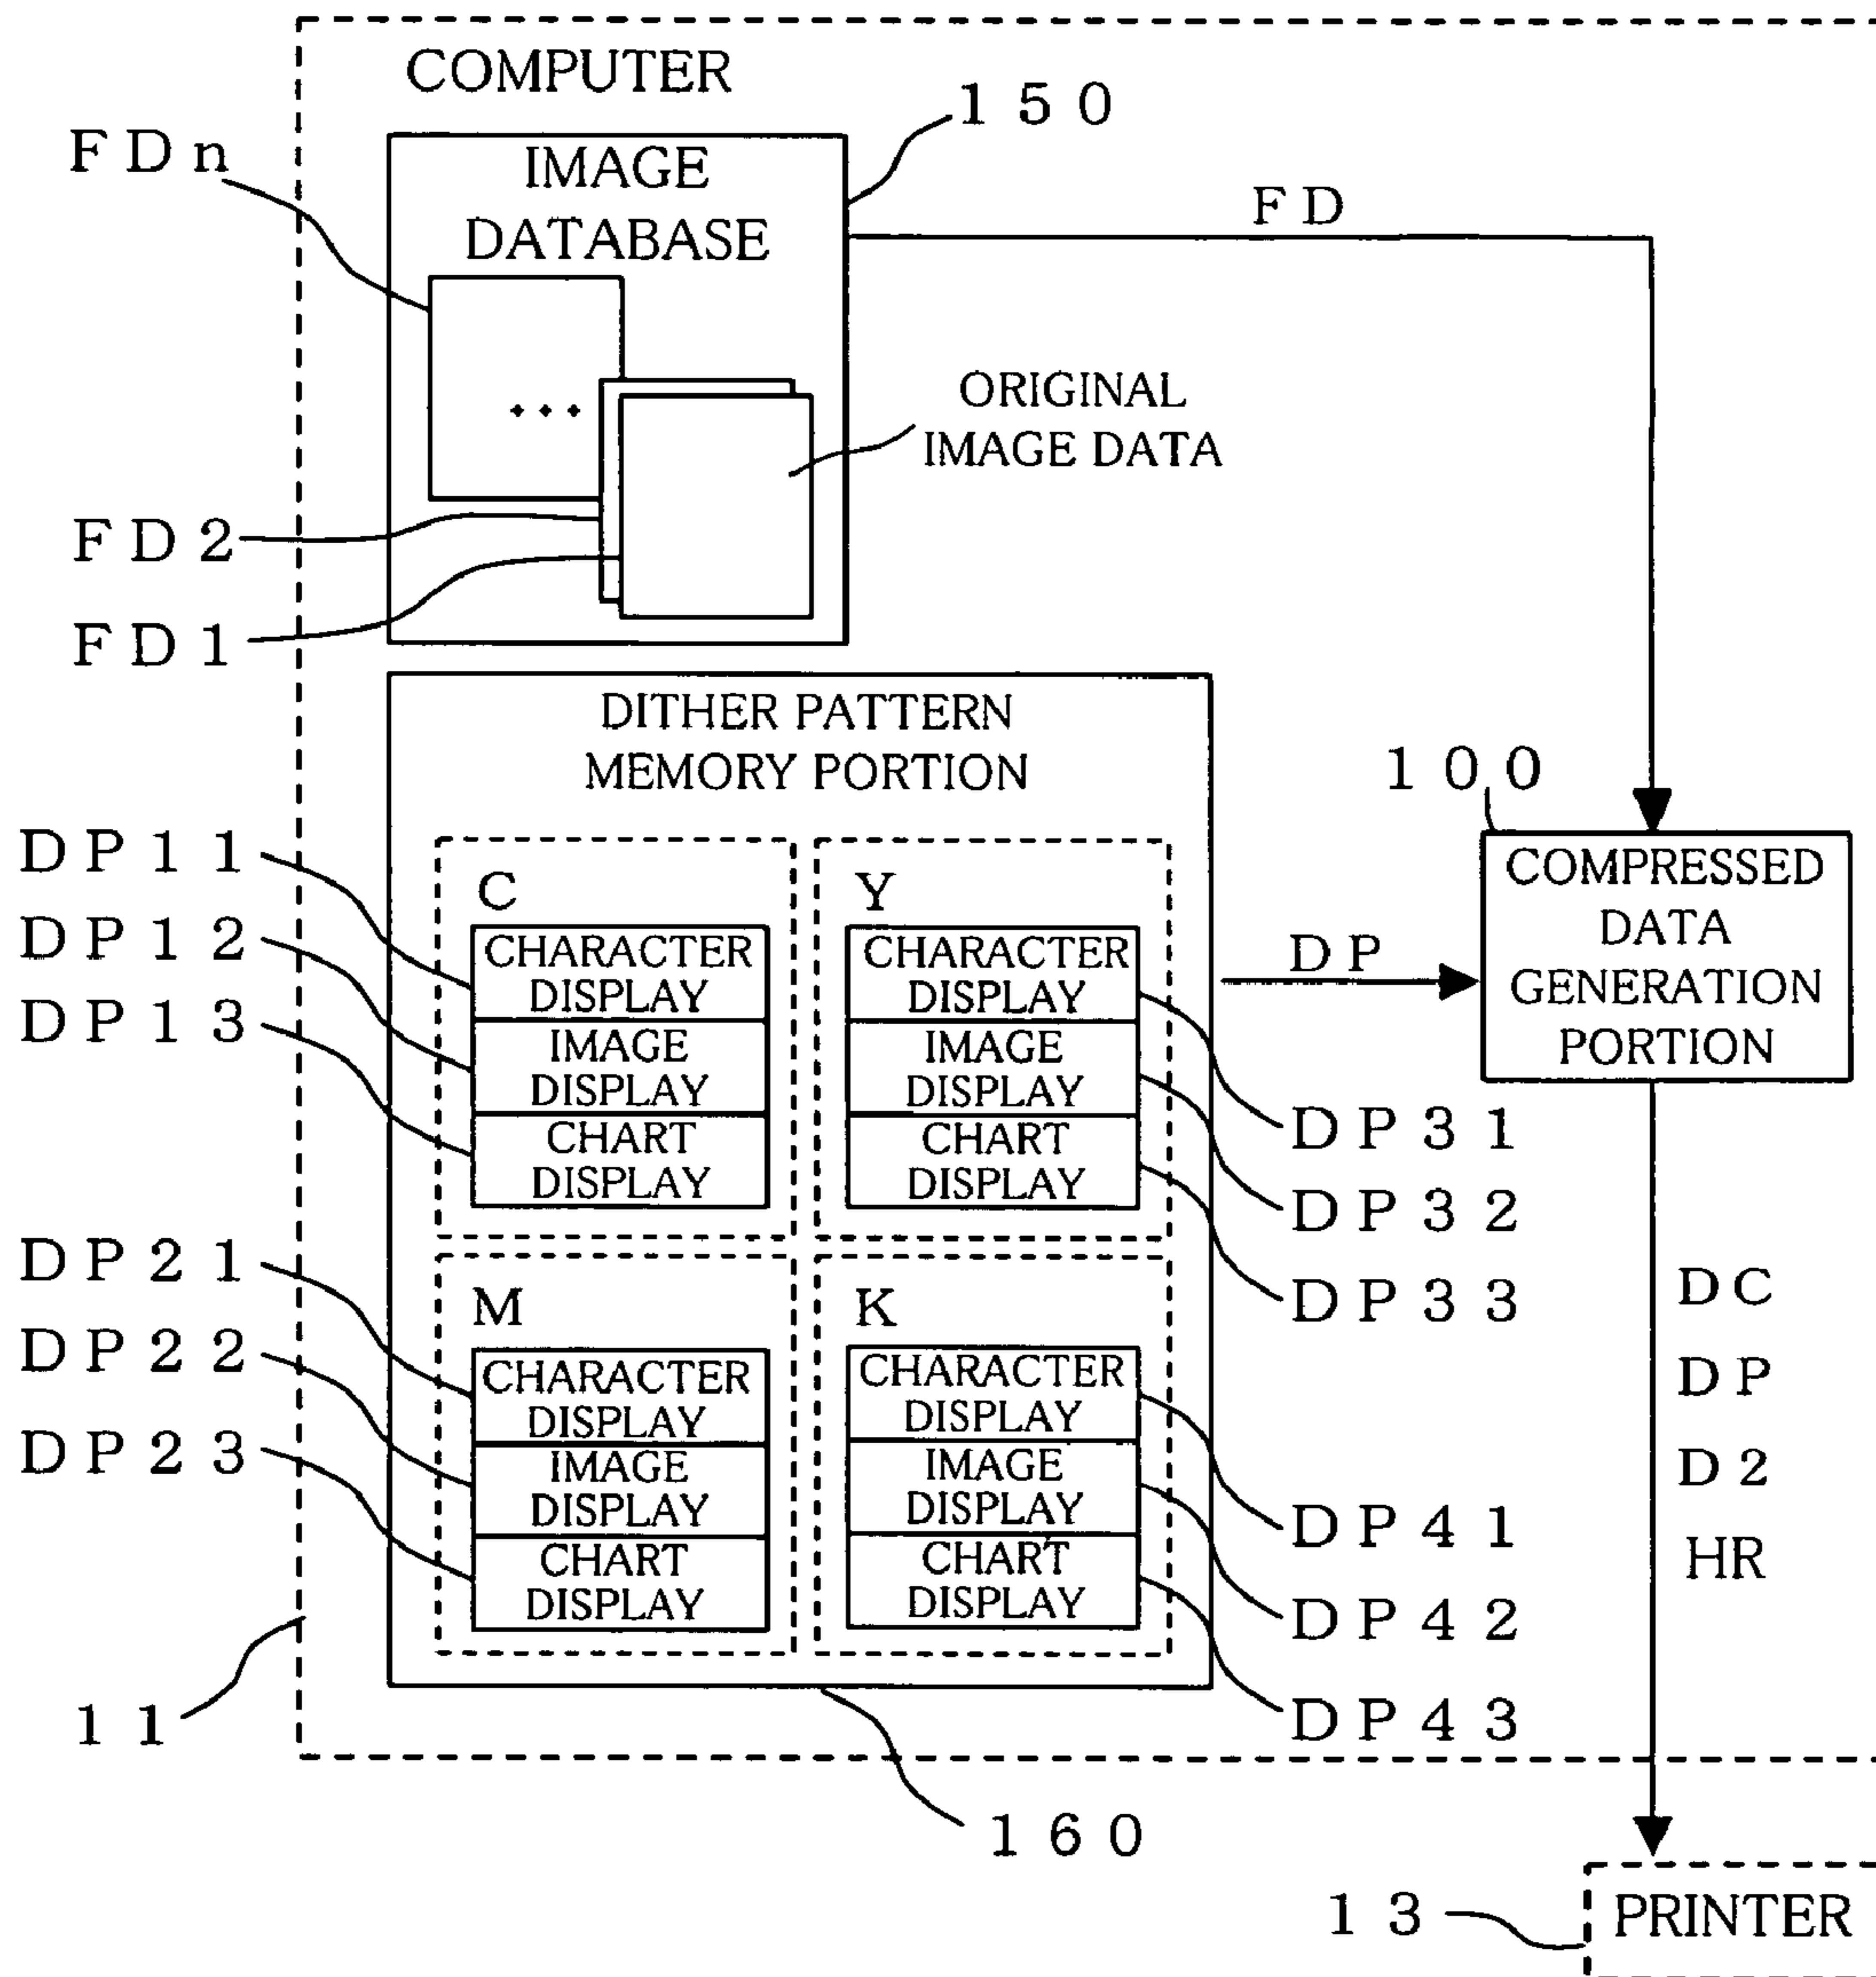 COMPUTER
150
FDn
IMAGE
DATABASE
FD
...
ORIGINAL
IMAGE DATA
FD2
FD1
DITHER PATTERN
MEMORY PORTION
100
COMPRESSED
DATA
GENERATION
PORTION
DP11
DP12
DP13
C
CHARACTER
DISPLAY
IMAGE
DISPLAY
CHART
DISPLAY
Y
CHARACTER
DISPLAY
IMAGE
DISPLAY
CHART
DISPLAY
DP
DP31
DP32
DP33
DP21
DP22
DP23
M
CHARACTER
DISPLAY
IMAGE
DISPLAY
CHART
DISPLAY
K
CHARACTER
DISPLAY
IMAGE
DISPLAY
CHART
DISPLAY
DP41
DP42
DP43
DC
DP
D2
HR
11
160
13
PRINTER